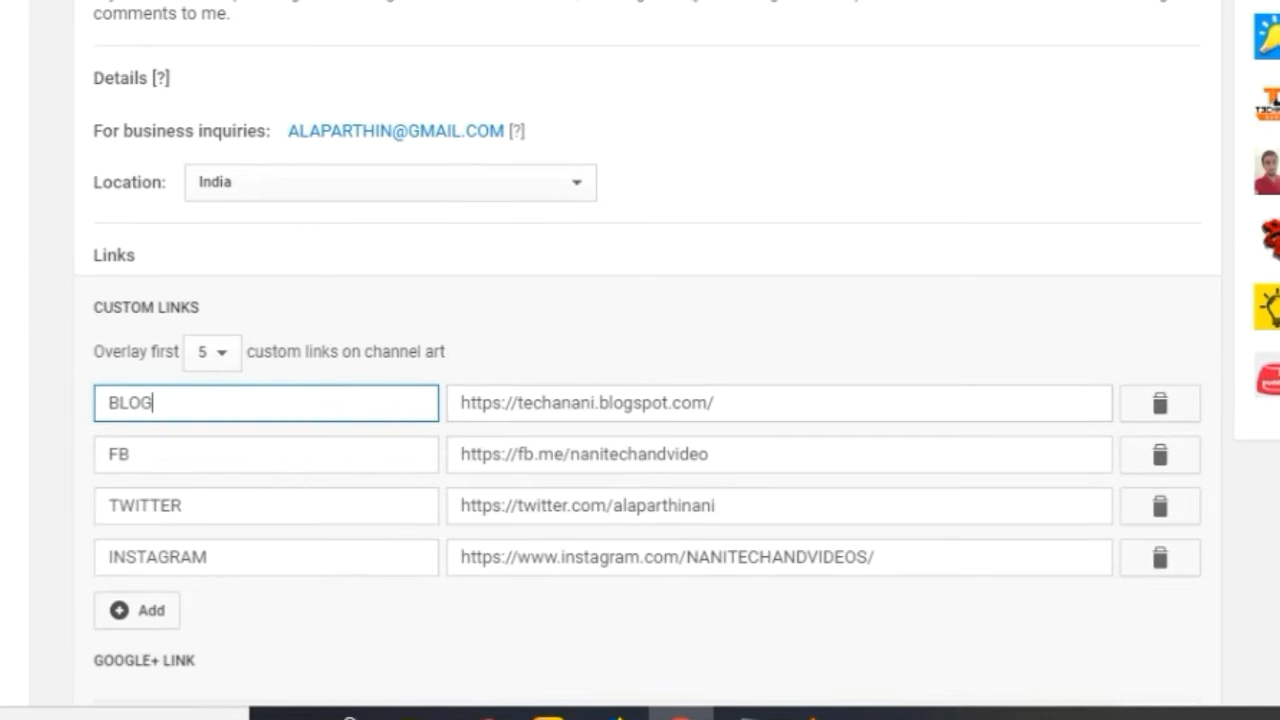 comments to me.
Details [?]
For business inquiries: ALAPARTHIN@GMAIL.COM [?]
Location: India
Links
CUSTOM LINKS
Overlay first 5 custom links on channel art
BLOG https://techanani.blogspot.com/
FB https://fb.me/nanitechandvideo
TWITTER https://twitter.com/alaparthinani
INSTAGRAM https://www.instagram.com/NANITECHANDVIDEOS/
Add
GOOGLE+ LINK